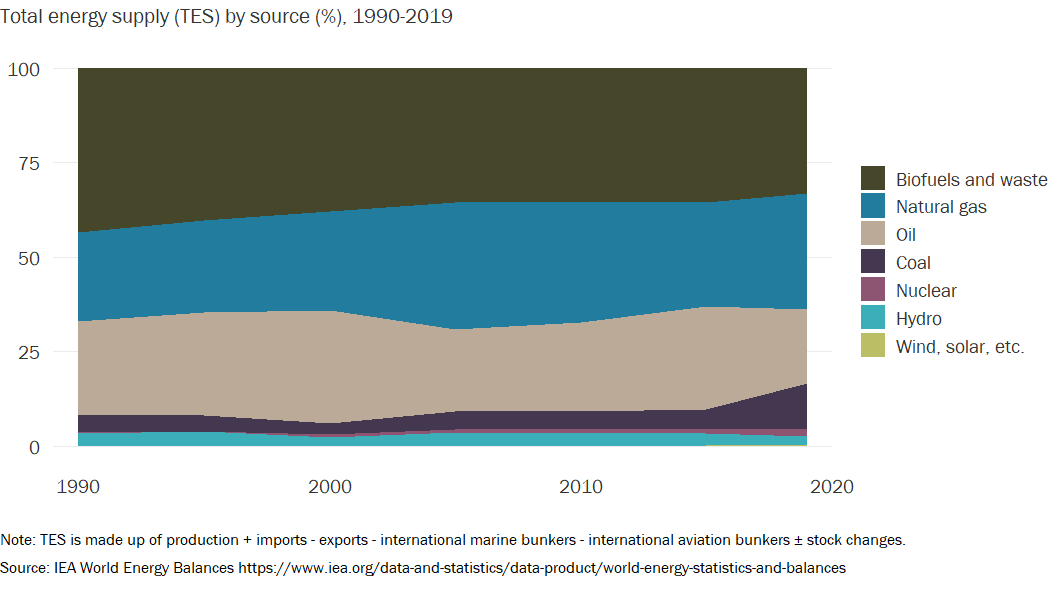 Total energy supply (TES) by source (%), 1990-2019
100
75
50
25
0
1990 2000 2010 2020
Biofuels and waste
Natural gas
Oil
Coal
Nuclear
Hydro
Wind, solar, etc.
Note: TES is made up of production + imports - exports - international marine bunkers - international aviation bunkers ± stock changes.
Source: IEA World Energy Balances https://www.iea.org/data-and-statistics/data-product/world-energy-statistics-and-balances